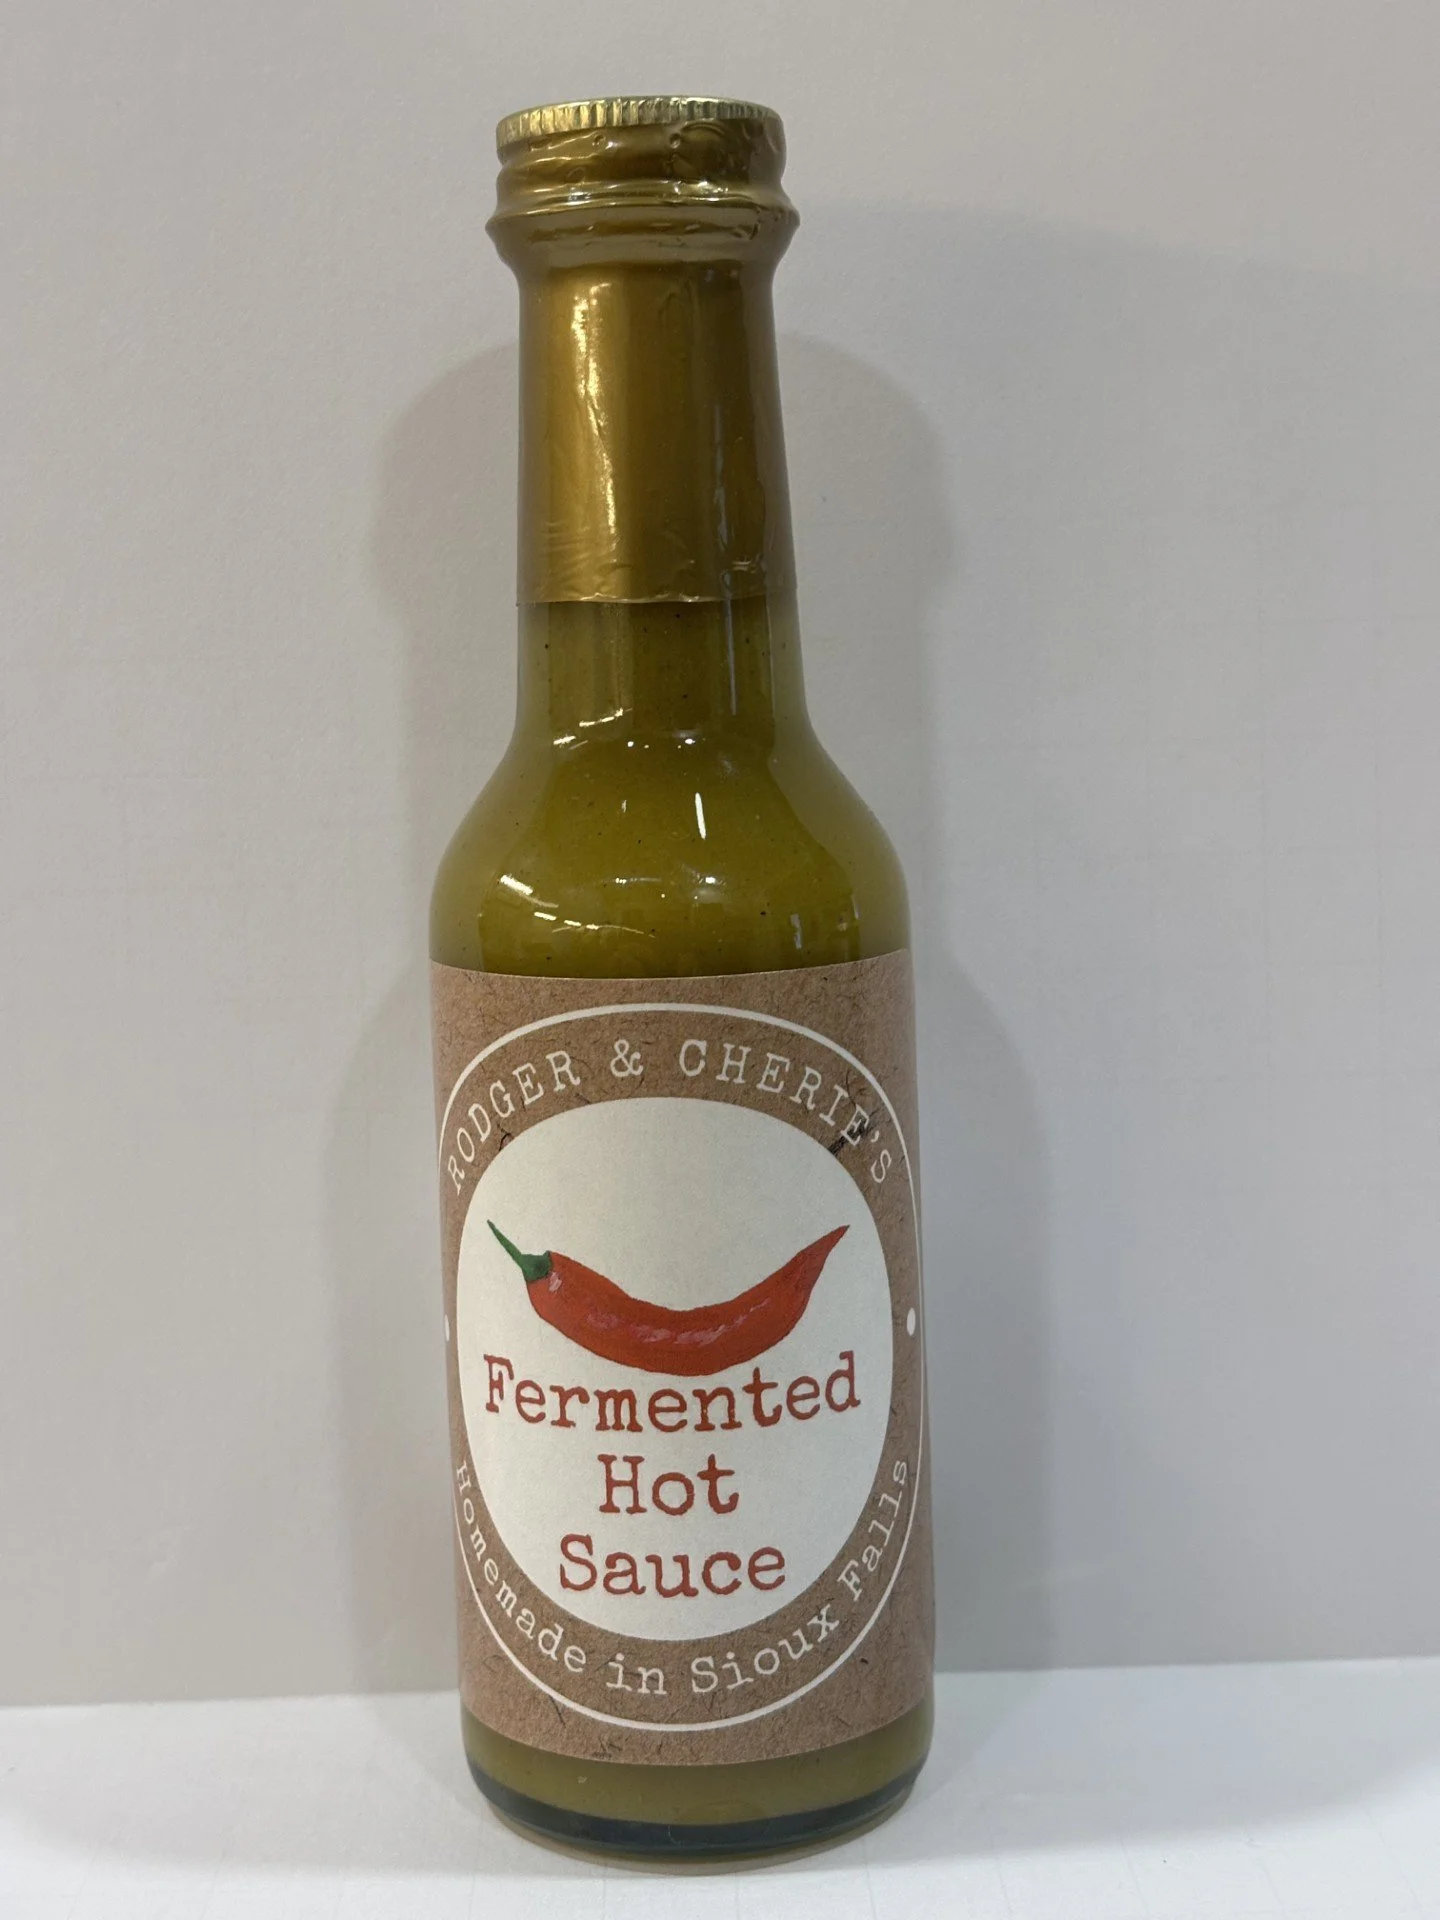 RODGER & CHERIE'S
Fermented
Hot
Sauce
Homemade in Sioux Falls